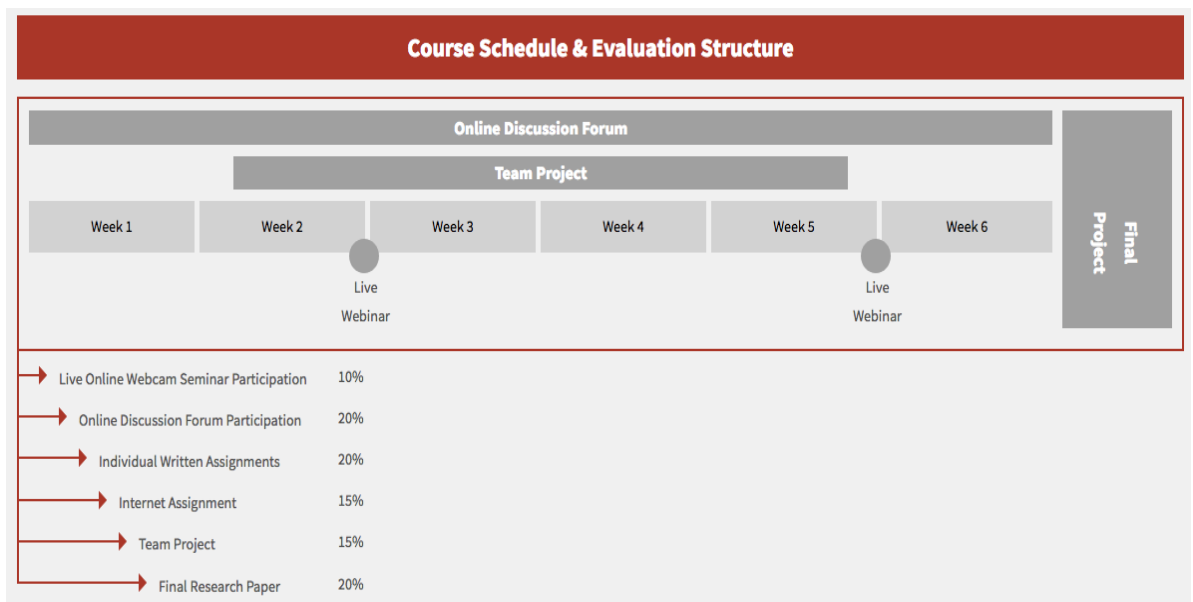 Course Schedule & Evaluation Structure
Online Discussion Forum
Team Project
Week 1
Week 2
Week 3
Week 4
Week 5
Week 6
Final
Project
Live
Webinar
Live
Webinar
Live Online Webcam Seminar Participation 10%
Online Discussion Forum Participation 20%
Individual Written Assignments 20%
Internet Assignment 15%
Team Project 15%
Final Research Paper 20%